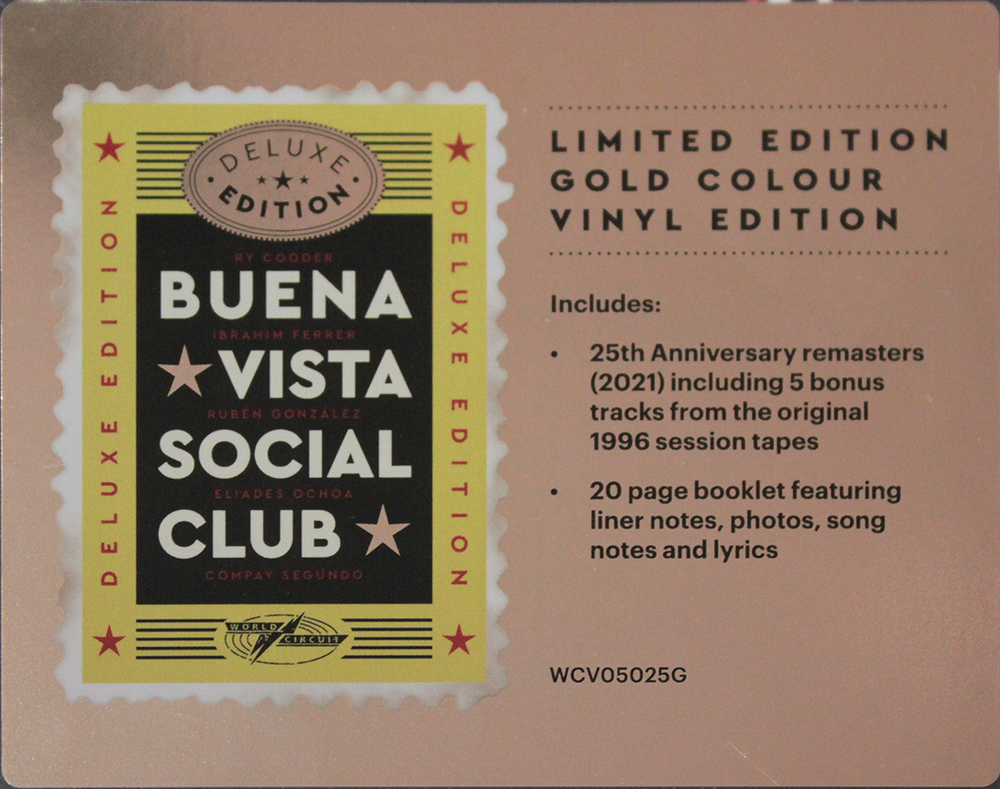 DELUXE
EDITION
DELUXE EDITION
RY COODER
BUENA
IBRAHIM FERRER
VISTA
RUBÉN GONZÁLEZ
SOCIAL
ELIADES OCHOA
CLUB
COMPAY SEGUNDO
DELUXE EDITION
WORLD CIRCUIT
LIMITED EDITION
GOLD COLOUR
VINYL EDITION
Includes:
• 25th Anniversary remasters
(2021) including 5 bonus
tracks from the original
1996 session tapes
• 20 page booklet featuring
liner notes, photos, song
notes and lyrics
WCV05025G